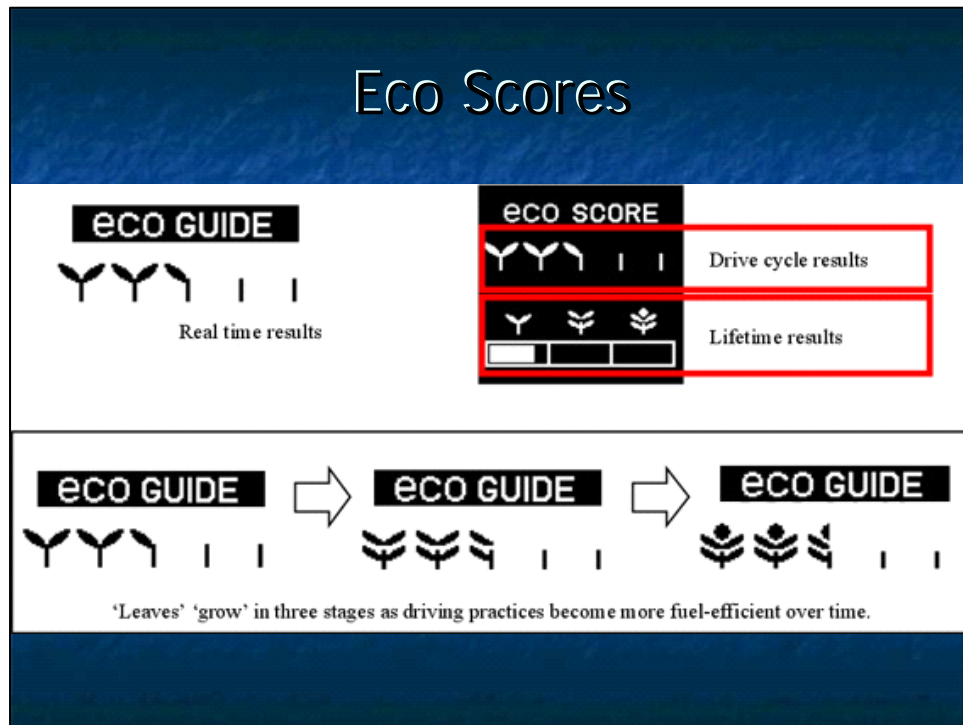 Eco Scores
eco GUIDE
Real time results
eco SCORE
Drive cycle results
Lifetime results
eco GUIDE
eco GUIDE
eco GUIDE
‘Leaves’ ‘grow’ in three stages as driving practices become more fuel-efficient over time.